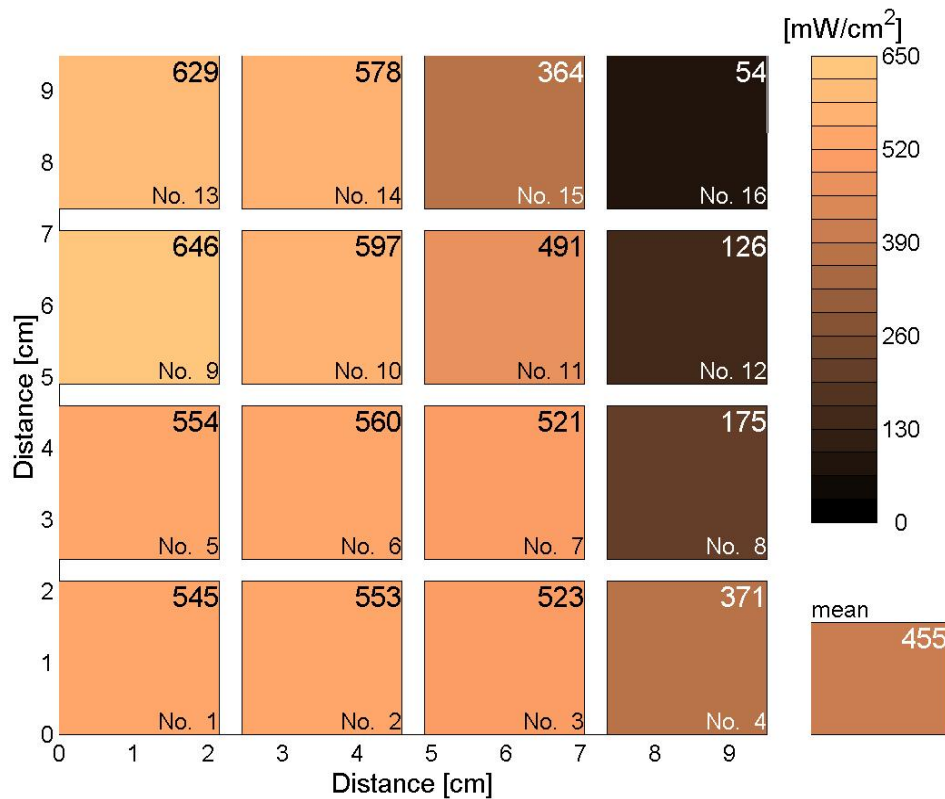 [mW/cm2]
629 578 364 54
No. 13 No. 14 No. 15 No. 16
646 597 491 126
No. 9 No. 10 No. 11 No. 12
554 560 521 175
No. 5 No. 6 No. 7 No. 8
545 553 523 371
No. 1 No. 2 No. 3 No. 4
9
8
7
6
5
4
3
2
1
0
Distance [cm]
0 1 2 3 4 5 6 7 8 9
Distance [cm]
650
520
390
260
130
0
mean
455